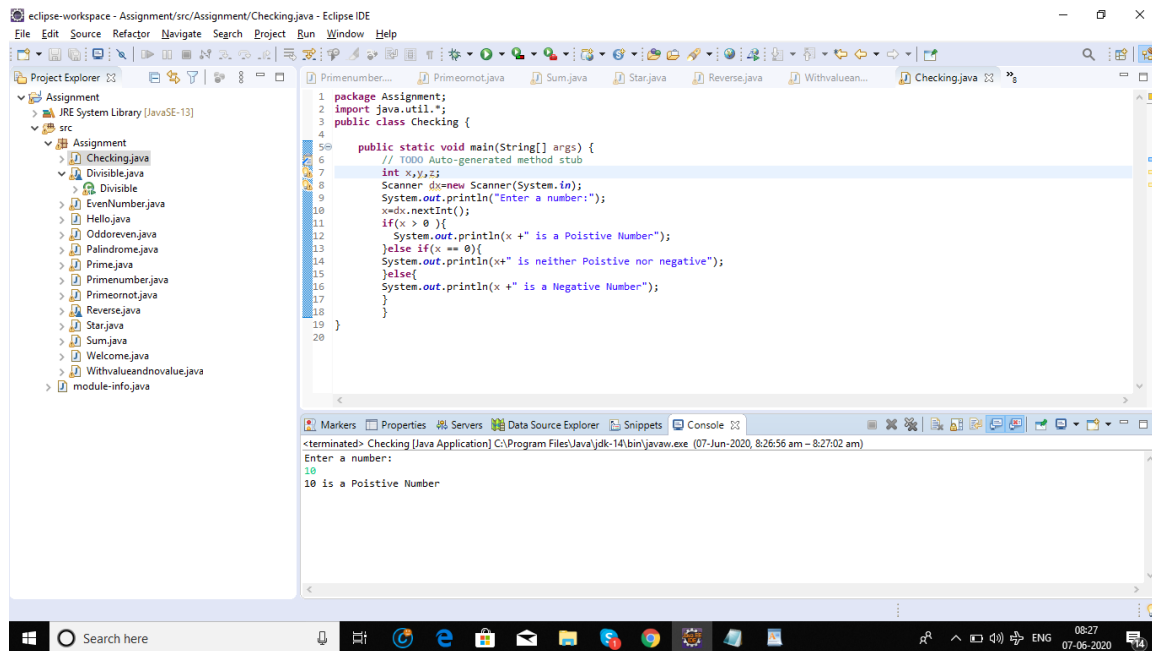 eclipse-workspace - Assignment/src/Assignment/Checking.java - Eclipse IDE
File Edit Source Refactor Navigate Search Project Run Window Help
Project Explorer
Assignment
JRE System Library [JavaSE-13]
src
Assignment
Checking.java
Divisible.java
Divisible
EvenNumber.java
Hello.java
Oddoreven.java
Palindrome.java
Prime.java
Primenumber.java
Primeornot.java
Reverse.java
Star.java
Sum.java
Welcome.java
Withvalueandnovalue.java
module-info.java
Primenumber.... Primeornot.java Sum.java Star.java Reverse.java Withvaluean... Checking.java »8
1 package Assignment;
2 import java.util.*;
3 public class Checking {
4
5 public static void main(String[] args) {
6 // TODO Auto-generated method stub
7 int x,y,z;
8 Scanner dx=new Scanner(System.in);
9 System.out.println("Enter a number:");
10 x=dx.nextInt();
11 if(x > 0 ){
12 System.out.println(x +" is a Poistive Number");
13 }else if(x == 0){
14 System.out.println(x+" is neither Poistive nor negative");
15 }else{
16 System.out.println(x +" is a Negative Number");
17 }
18 }
19 }
20
Markers Properties Servers Data Source Explorer Snippets Console
<terminated> Checking [Java Application] C:\Program Files\Java\jdk-14\bin\javaw.exe (07-Jun-2020, 8:26:56 am – 8:27:02 am)
Enter a number:
10
10 is a Poistive Number
Search here
ENG
08:27
07-06-2020
14